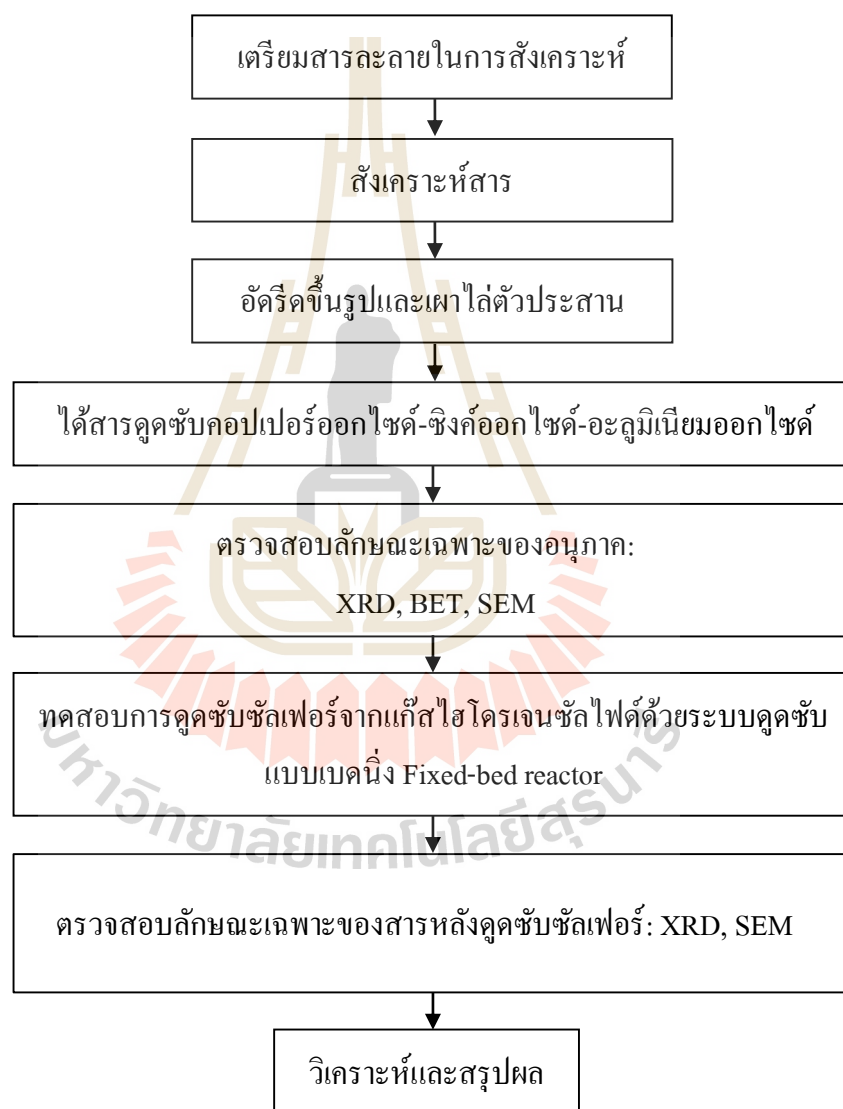 เตรียมสารละลายในการสังเคราะห์
สังเคราะห์สาร
อัดรีดขึ้นรูปและเผาไล่ตัวประสาน
ได้สารดูดซับคอปเปอร์ออกไซด์-ซิงค์ออกไซด์-อะลูมิเนียมออกไซด์
ตรวจสอบลักษณะเฉพาะของอนุภาค:
XRD, BET, SEM
ทดสอบการดูดซับซัลเฟอร์จากแก๊สไฮโดรเจนซัลไฟด์ด้วยระบบดูดซับ
แบบเบดนิ่ง Fixed-bed reactor
มหาวิทยาลัยเทคโนโลยีสุรนารี
ตรวจสอบลักษณะเฉพาะของสารหลังดูดซับซัลเฟอร์: XRD, SEM
วิเคราะห์และสรุปผล